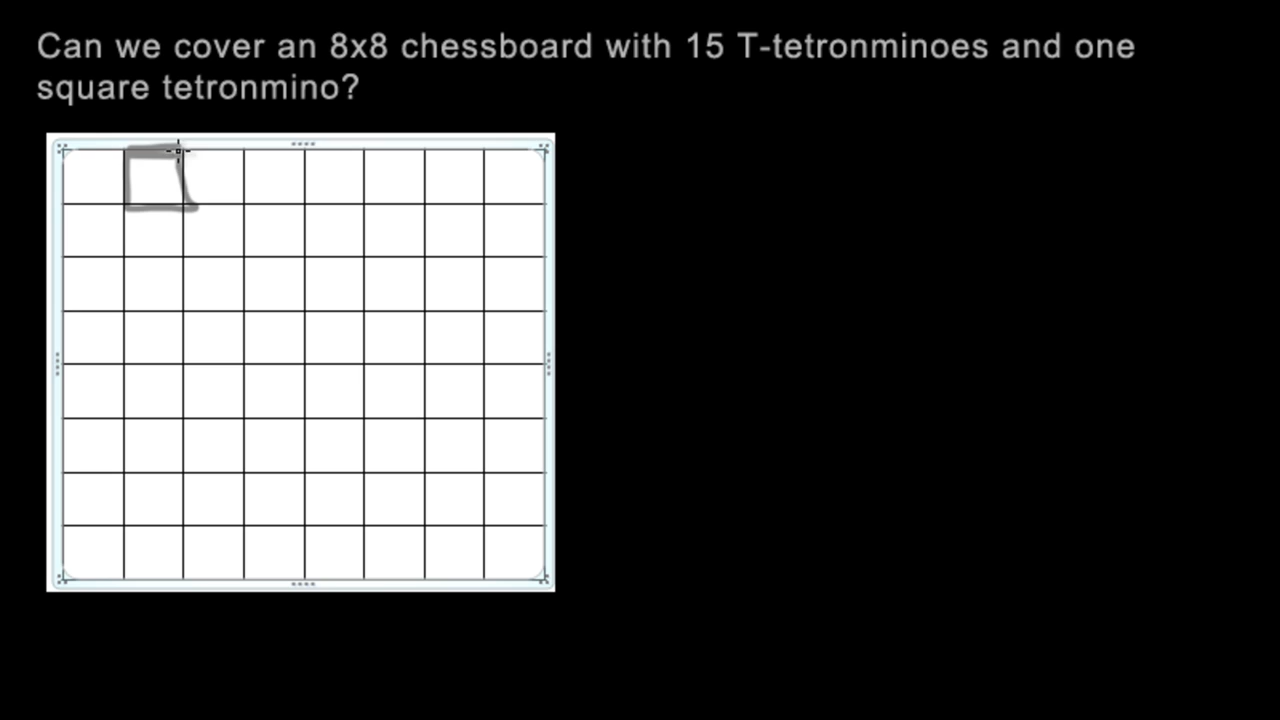 Can we cover an 8x8 chessboard with 15 T-tetronminoes and one
square tetronmino?